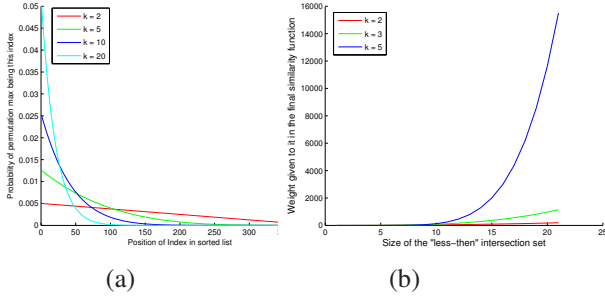 Probability of permutation max being this index
0.05
0.045
0.04
0.035
0.03
0.025
0.02
0.015
0.01
0.005
0
k = 2
k = 5
k = 10
k = 20
0 50 100 150 200 250 300
Position of Index in sorted list
(a)
Weight given to it in the final similarity function
16000
14000
12000
10000
8000
6000
4000
2000
0
k = 2
k = 3
k = 5
0 5 10 15 20 25
Size of the "less−then" intersection set
(b)